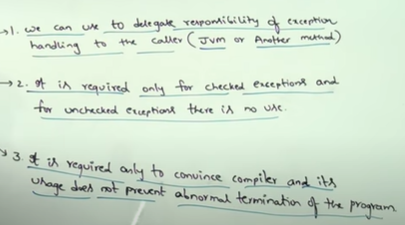 →1. we can use to delegate responsibility of exception
handling to the caller (JVM or Another method)
→2. It is required only for checked exceptions and
for unchecked exceptions there is no use.
→3. It is required only to convince compiler and its
usage does not prevent abnormal termination of the program